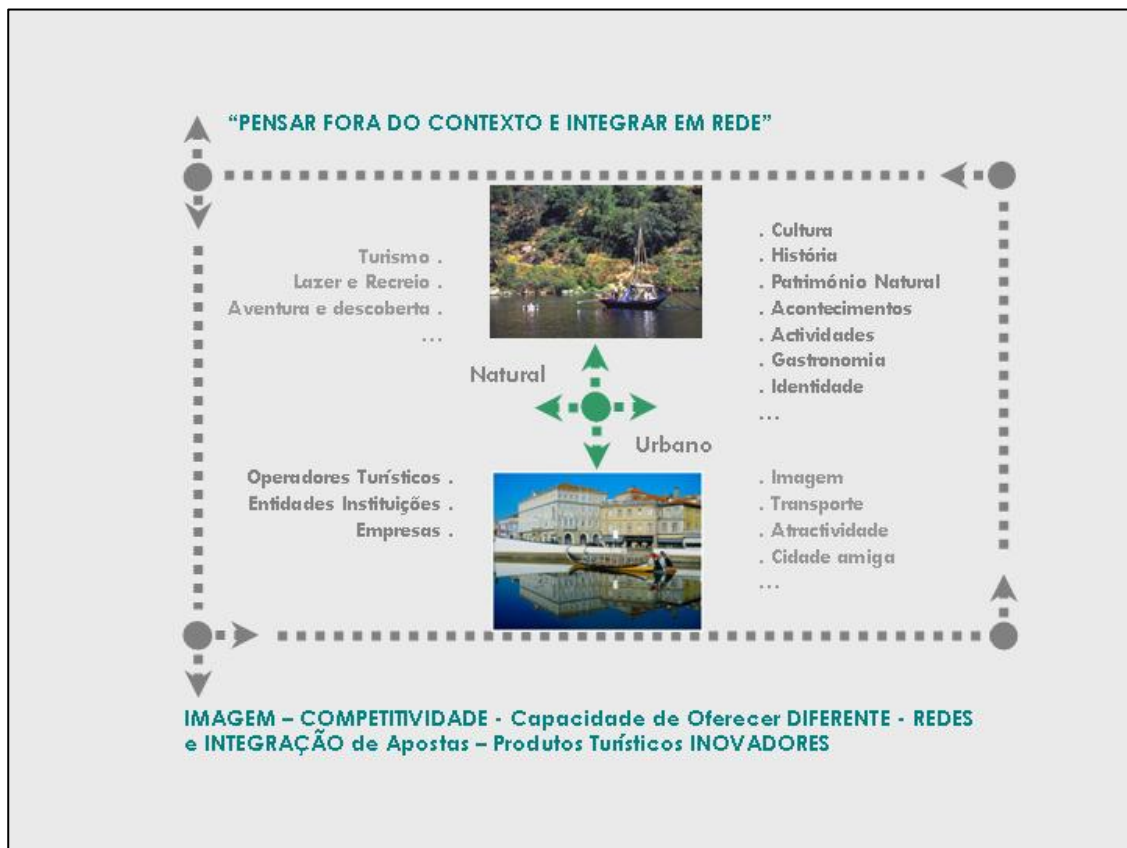 “PENSAR FORA DO CONTEXTO E INTEGRAR EM REDE”
Turismo .
Lazer e Recreio .
Aventura e descoberta .
...
. Cultura
. História
. Património Natural
. Acontecimentos
. Actividades
. Gastronomia
. Identidade
...
Natural
Urbano
Operadores Turísticos .
Entidades Instituições .
Empresas .
. Imagem
. Transporte
. Atractividade
. Cidade amiga
...
IMAGEM – COMPETITIVIDADE - Capacidade de Oferecer DIFERENTE - REDES
e INTEGRAÇÃO de Apostas – Produtos Turísticos INOVADORES